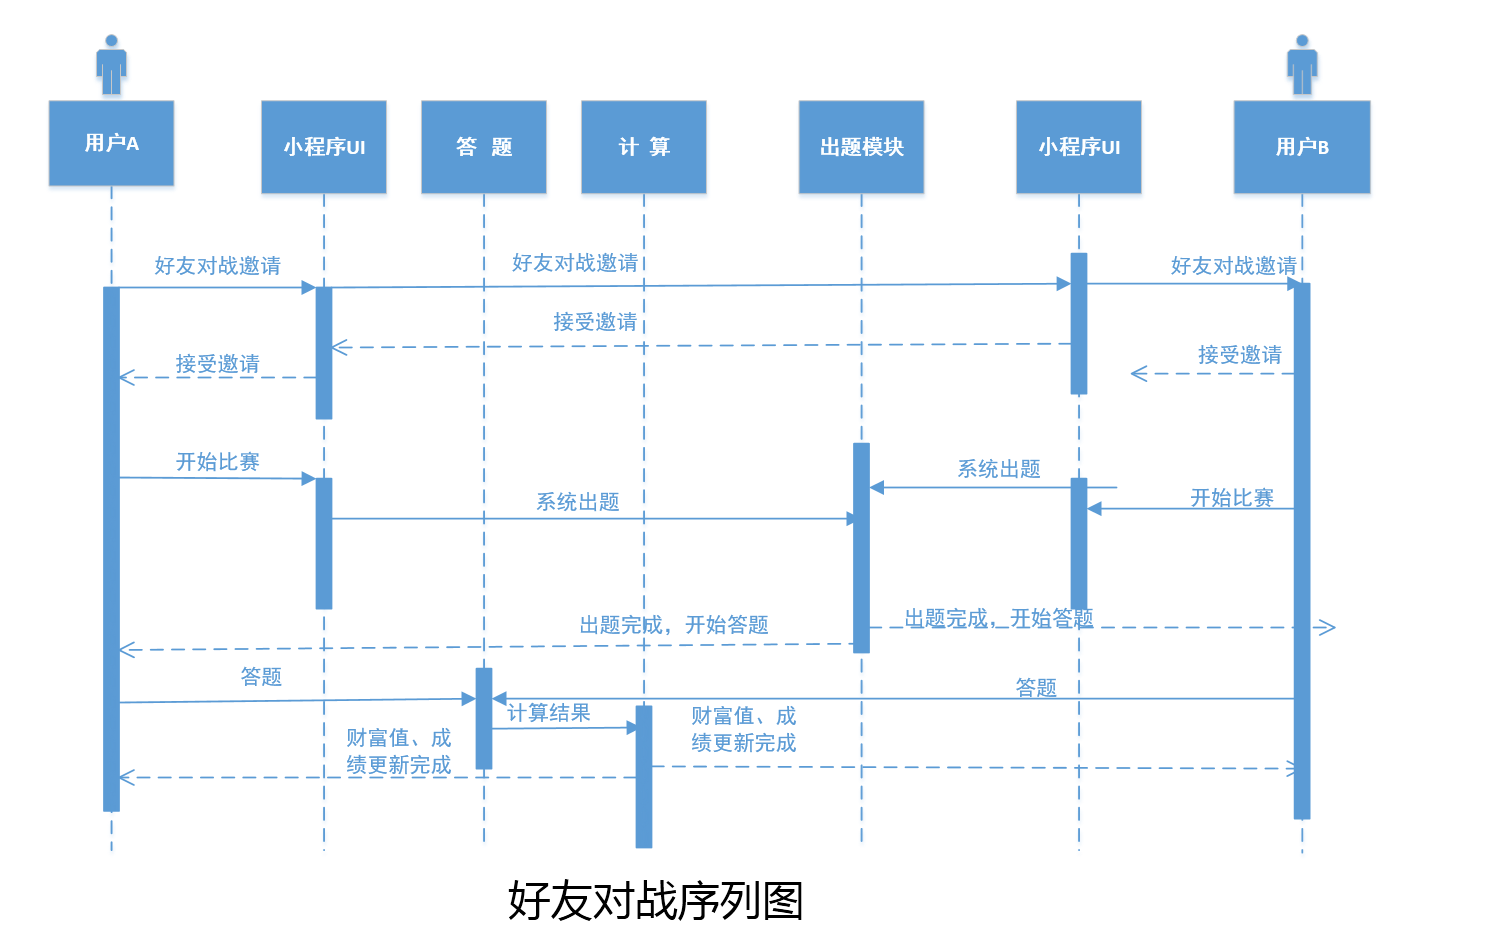 用户A
小程序UI
答 题
计 算
出题模块
小程序UI
用户B
好友对战邀请
好友对战邀请
好友对战邀请
接受邀请
接受邀请
接受邀请
开始比赛
系统出题
开始比赛
系统出题
出题完成，开始答题
出题完成，开始答题
答题
答题
计算结果
财富值、成
绩更新完成
财富值、成
绩更新完成
好友对战序列图